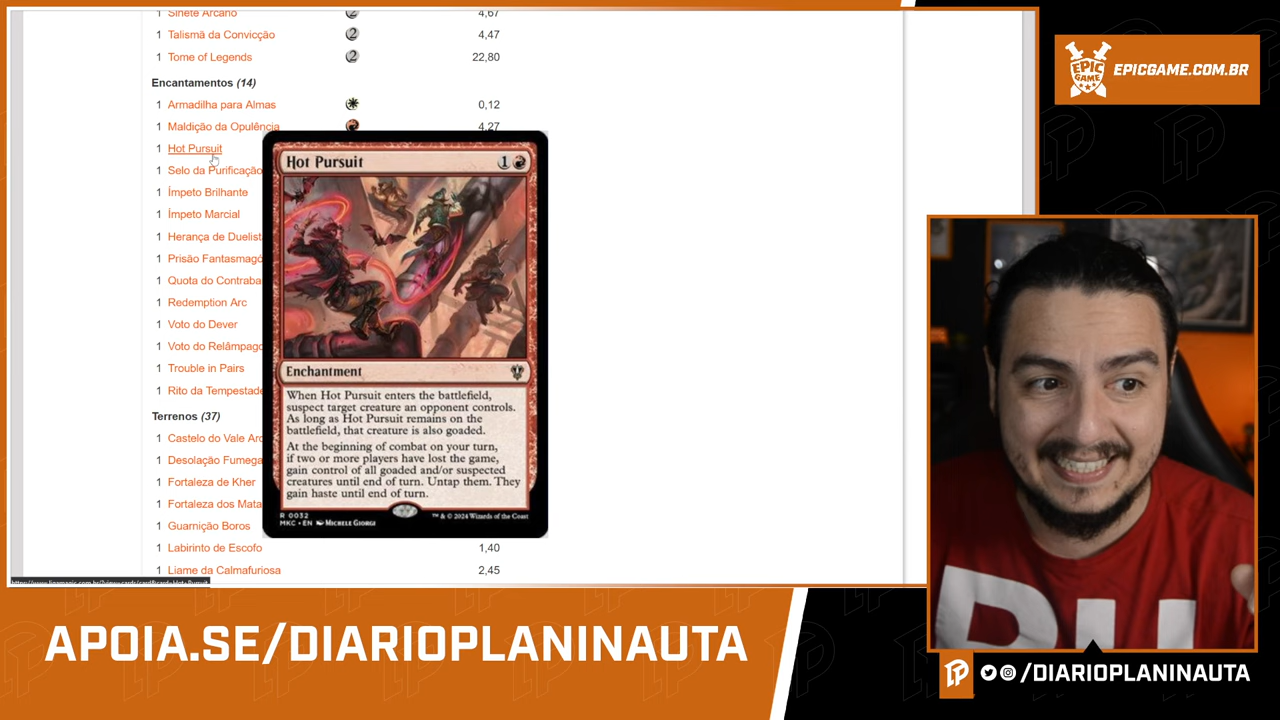 1 Sinete Arcano 2 4,67
1 Talismã da Convicção 2 4,47
1 Tome of Legends 2 22,80
Encantamentos (14)
1 Armadilha para Almas 0,12
1 Maldição da Opulência 4,27
1 Hot Pursuit
1 Selo da Purificação
1 Ímpeto Brilhante
1 Ímpeto Marcial
1 Herança de Duelist
1 Prisão Fantasmagó
1 Quota do Contraba
1 Redemption Arc
1 Voto do Dever
1 Voto do Relâmpago
1 Trouble in Pairs
1 Rito da Tempestade
Terrenos (37)
1 Castelo do Vale Arc
1 Desolação Fumega
1 Fortaleza de Kher
1 Fortaleza dos Mata
1 Guarnição Boros
1 Labirinto de Escofo 1,40
1 Liame da Calmafuriosa 2,45
Hot Pursuit 1
Enchantment
When Hot Pursuit enters the battlefield,
suspect target creature an opponent controls.
As long as Hot Pursuit remains on the
battlefield, that creature is also goaded.
At the beginning of combat on your turn,
if two or more players have lost the game,
gain control of all goaded and/or suspected
creatures until end of turn. Untap them. They
gain haste until end of turn.
R 0032
MKC • EN MICHELE GIORGI
™ & © 2024 Wizards of the Coast
EPIC GAME
EPICGAME.COM.BR
APOIA.SE/DIARIOPLANINAUTA
/DIARIOPLANINAUTA